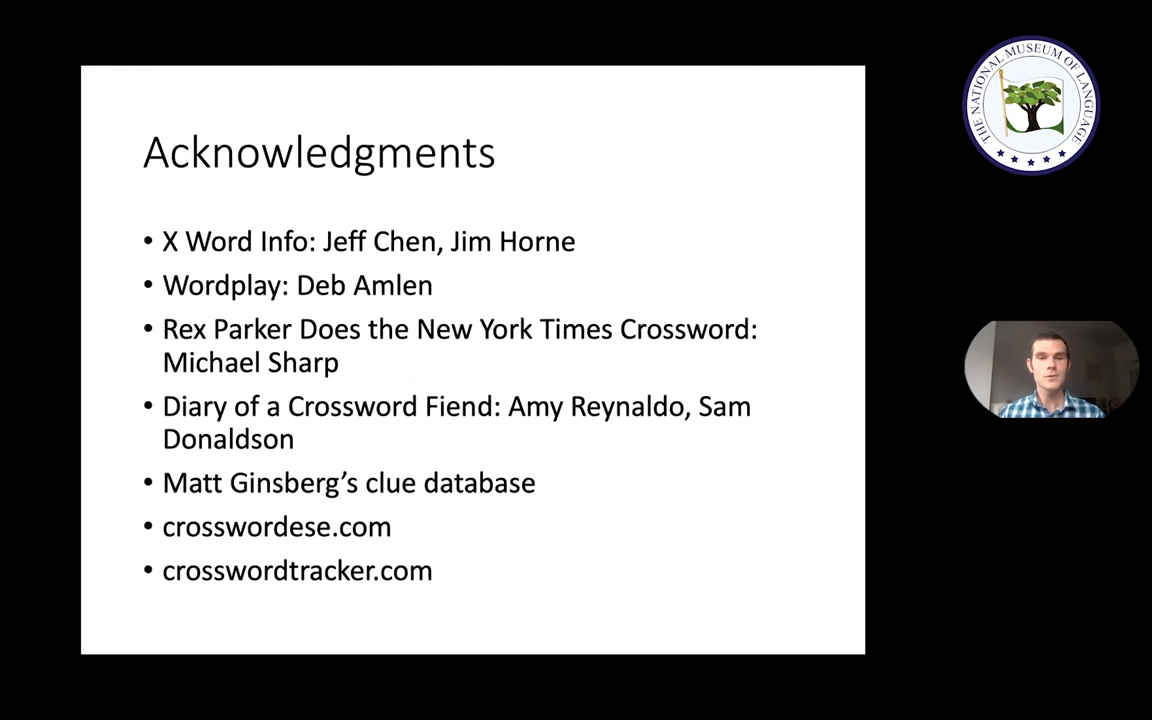 Acknowledgments
• X Word Info: Jeff Chen, Jim Horne
• Wordplay: Deb Amlen
• Rex Parker Does the New York Times Crossword:
Michael Sharp
• Diary of a Crossword Fiend: Amy Reynaldo, Sam
Donaldson
• Matt Ginsberg’s clue database
• crosswordese.com
• crosswordtracker.com
THE NATIONAL MUSEUM OF LANGUAGE